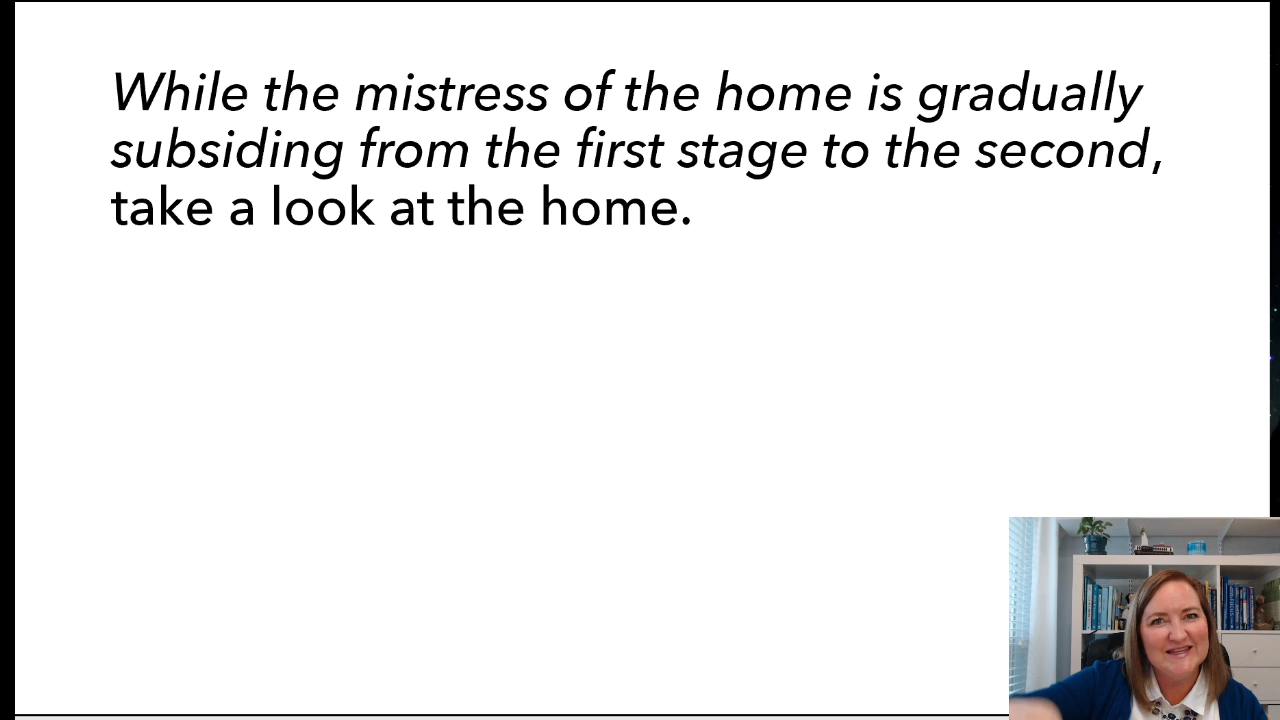 While the mistress of the home is gradually
subsiding from the first stage to the second,
take a look at the home.